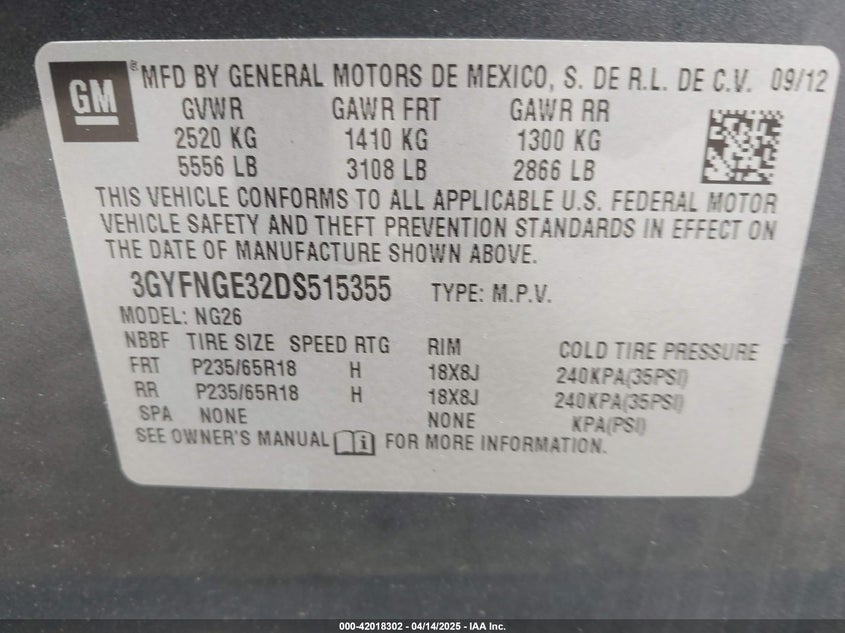 GM ® MFD BY GENERAL MOTORS DE MEXICO, S. DE R.L. DE C.V. 09/12
GVWR GAWR FRT GAWR RR
2520 KG 1410 KG 1300 KG
5556 LB 3108 LB 2866 LB
THIS VEHICLE CONFORMS TO ALL APPLICABLE U.S. FEDERAL MOTOR
VEHICLE SAFETY AND THEFT PREVENTION STANDARDS IN EFFECT ON
THE DATE OF MANUFACTURE SHOWN ABOVE.
3GYFNGE32DS515355 TYPE: M.P.V.
MODEL: NG26
NBBF TIRE SIZE SPEED RTG RIM COLD TIRE PRESSURE
FRT P235/65R18 H 18X8J 240KPA(35PSI)
RR P235/65R18 H 18X8J 240KPA(35PSI)
SPA NONE NONE KPA(PSI)
SEE OWNER'S MANUAL FOR MORE INFORMATION.
000-42018302 - 04/14/2025 - IAA Inc.